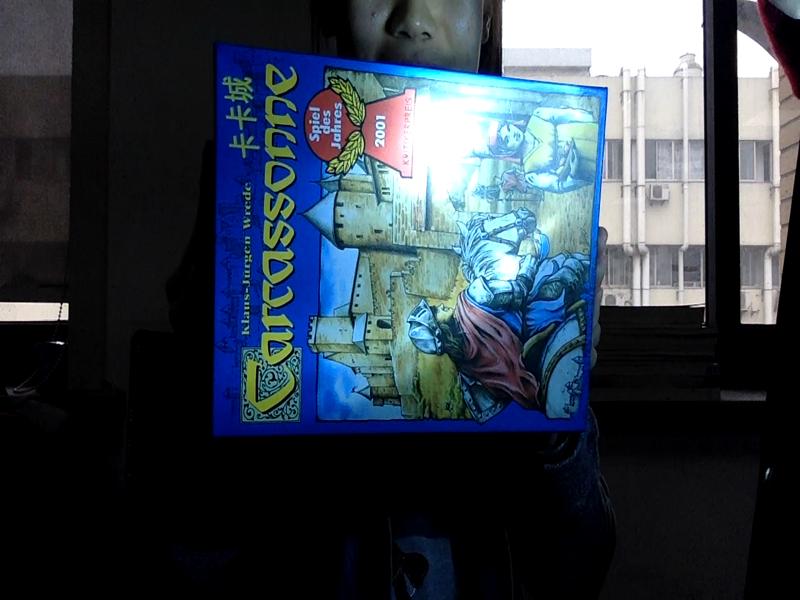 Klaus-Jürgen Wrede 卡卡城
Carcassonne
Spiel
des
Jahres
2001